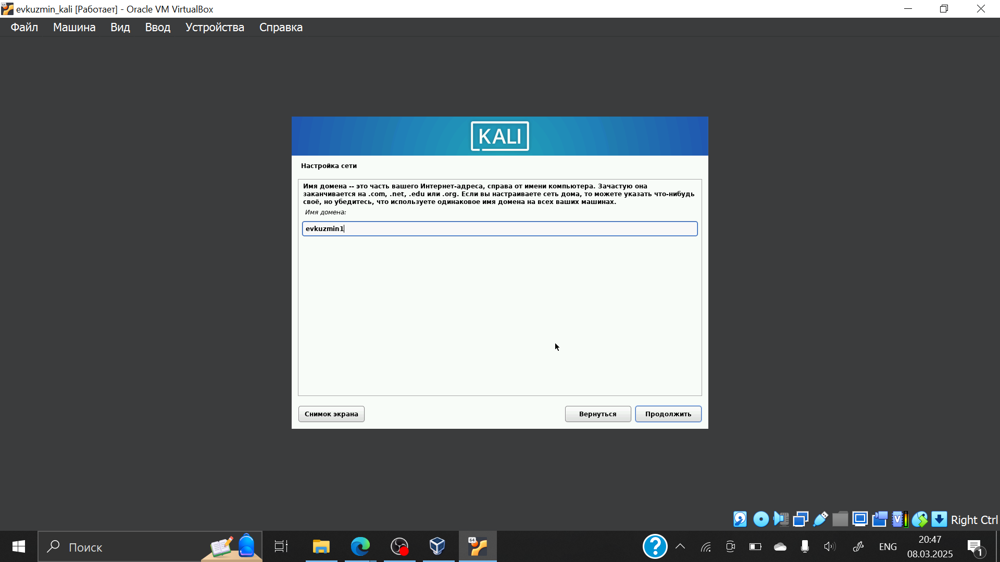 evkuzmin_kali [Работает] - Oracle VM VirtualBox
Файл Машина Вид Ввод Устройства Справка
KALI
Настройка сети
Имя домена -- это часть вашего Интернет-адреса, справа от имени компьютера. Зачастую она
заканчивается на .com, .net, .edu или .org. Если вы настраиваете сеть дома, то можете указать что-нибудь
своё, но убедитесь, что используете одинаковое имя домена на всех ваших машинах.
Имя домена:
evkuzmin1
Снимок экрана Вернуться Продолжить
Right Ctrl
Поиск
64
ENG
20:47
08.03.2025
1